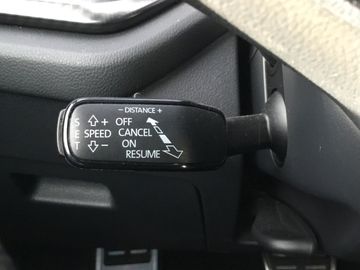 - DISTANCE +
S ⇧+ OFF
E SPEED CANCEL
T ⇩- ON
RESUME